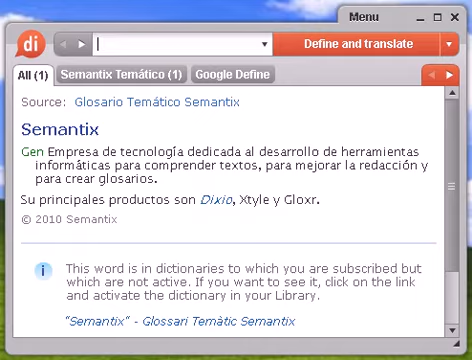 Menu
di
Define and translate
All (1)
Semantix Temático (1)
Google Define
Source: Glosario Temático Semantix
Semantix
Gen Empresa de tecnología dedicada al desarrollo de herramientas
informáticas para comprender textos, para mejorar la redacción y
para crear glosarios.
Su principales productos son Dixio, Xtyle y Gloxr.
© 2010 Semantix
i
This word is in dictionaries to which you are subscribed but
which are not active. If you want to see it, click on the link
and activate the dictionary in your Library.
"Semantix" - Glossari Temàtic Semantix